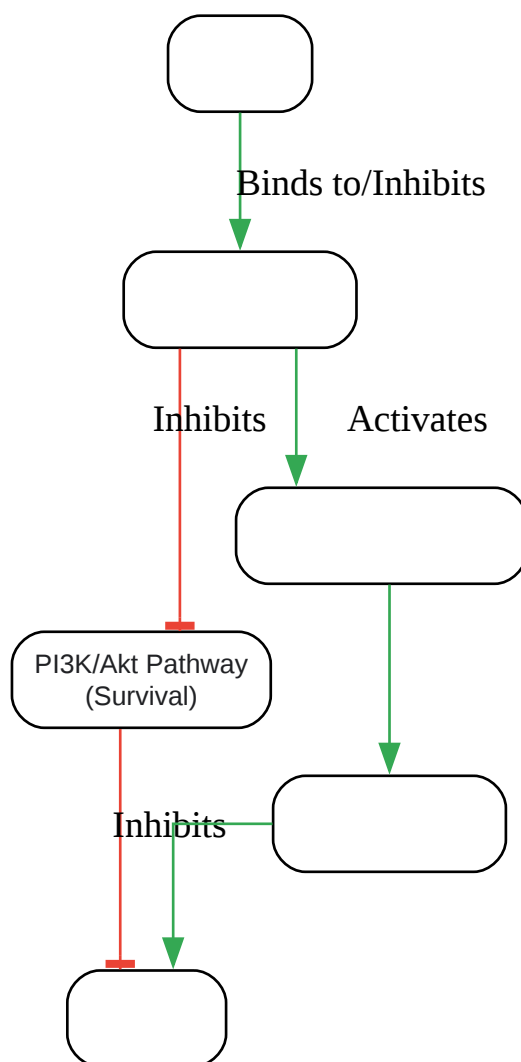 Binds to/Inhibits
Inhibits
Activates
PI3K/Akt Pathway
(Survival)
Inhibits